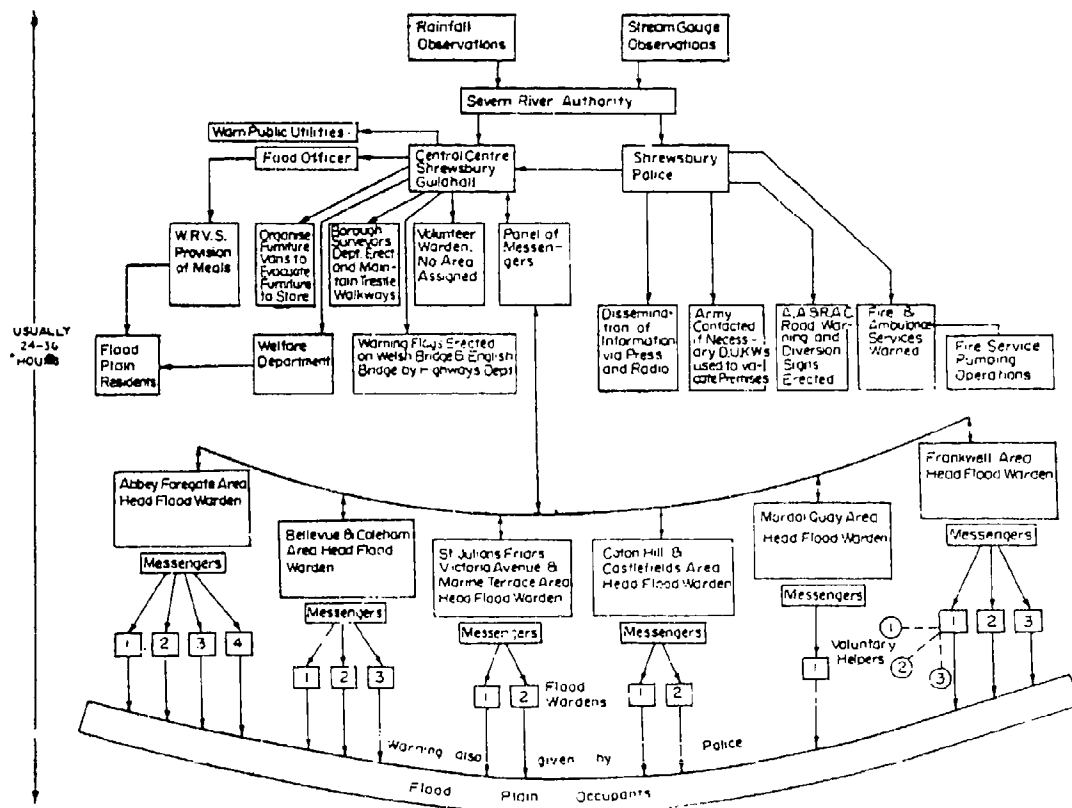 Rainfall
Observations
Stream Gauge
Observations
Severn River Authority
Warn Public Utilities
Food Officer
Central Centre
Shrewsbury
Guildhall
Shrewsbury
Police
W.R.V.S.
Provision
of Meals
Organise
Furniture
Vans to
Evacuate
Furniture
to Store
Borough
Surveyors
Dept. Erect
and Main-
tain Trestle
Walkways
Volunteer
Warden,
No Area
Assigned
Panel of
Messen-
gers
USUALLY
24-36
HOURS
Flood
Plain
Residents
Welfare
Department
Warning Flags Erected
on Welsh Bridge & English
Bridge by Highways Dept
Dissemina-
tion of
Information
via Press
and Radio
Army
Contacted
if Necess-
ary D.U.K.W's
used to va-
cate Premises
A.A & R.A.C
Road War-
ning and
Diversion
Signs
Erected
Fire &
Ambulance
Services
Warned
Fire Service
Pumping
Operations
Abbey Foregate Area
Head Flood Warden
Bellevue & Coleham
Area Head Flood
Warden
St Julians Friars
Victoria Avenue &
Marine Terrace Area
Head Flood Warden
Coton Hill &
Castlefields Area
Head Flood Warden
Mardol Quay Area
Head Flood Warden
Frankwell Area
Head Flood Warden
Messengers
Messengers
Messengers
Messengers
Messengers
Messengers
1 2 3 4
1 2 3
1 2
Flood
Wardens
1 2
1
Voluntary
Helpers
1
2
3
1 2 3
Warning also given by Police
Flood Plain Occupants